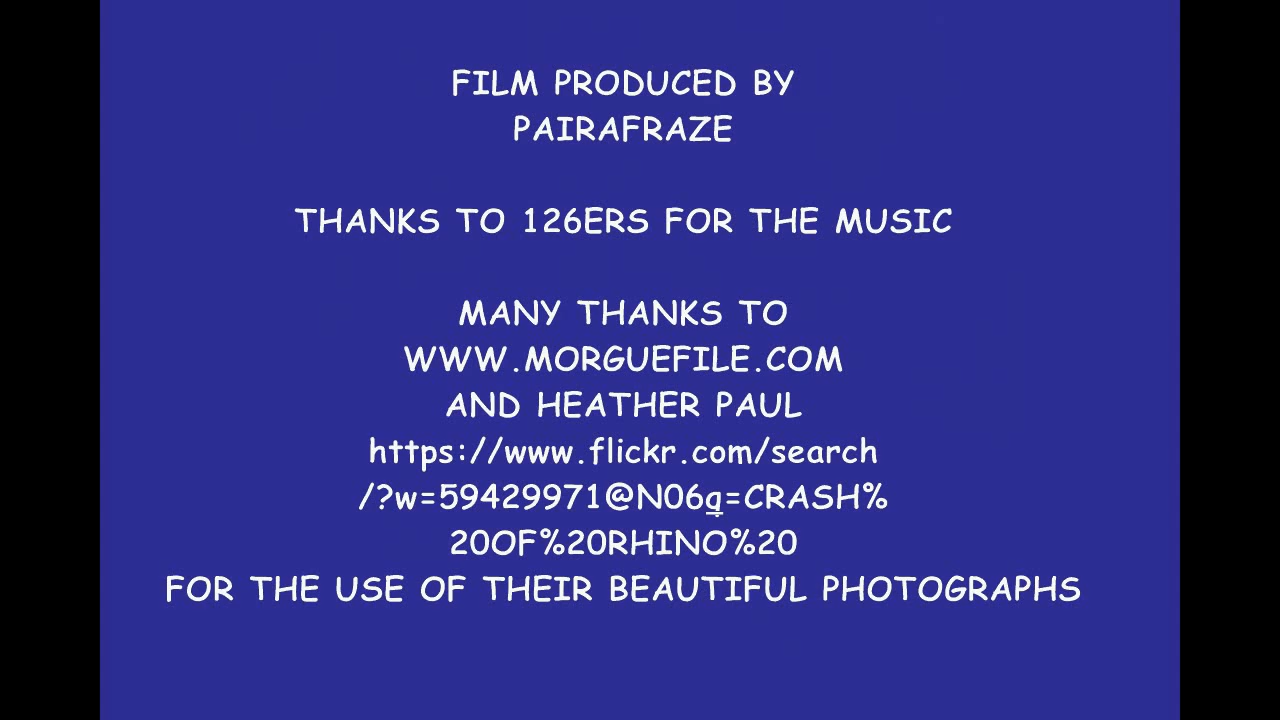 FILM PRODUCED BY
PAIRAFRAZE
THANKS TO 126ERS FOR THE MUSIC
MANY THANKS TO
WWW.MORGUEFILE.COM
AND HEATHER PAUL
https://www.flickr.com/search
/?w=59429971@N06q=CRASH%
20OF%20RHINO%20
FOR THE USE OF THEIR BEAUTIFUL PHOTOGRAPHS